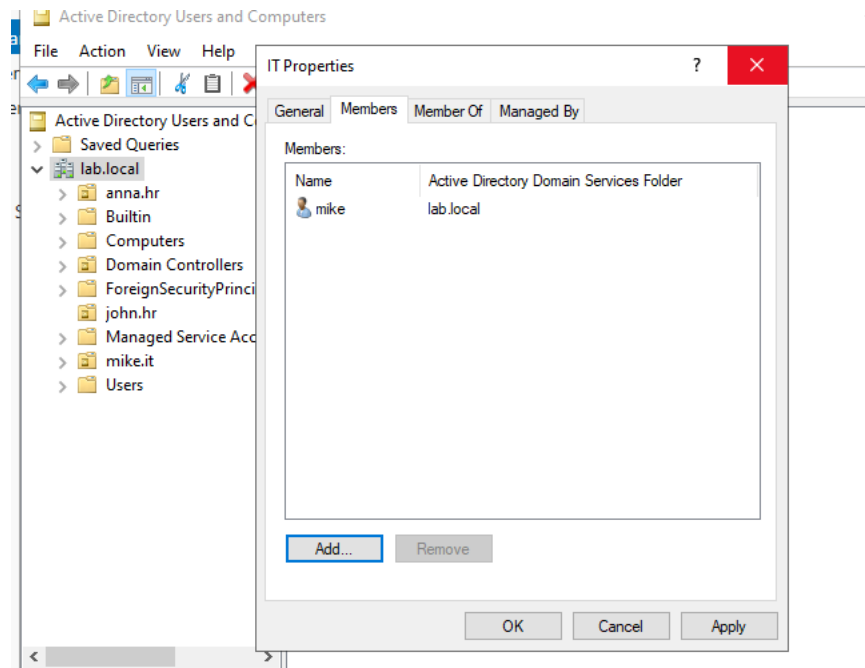 Active Directory Users and Computers
File Action View Help
Active Directory Users and C
Saved Queries
lab.local
anna.hr
Builtin
Computers
Domain Controllers
ForeignSecurityPrinci
john.hr
Managed Service Acc
mike.it
Users
IT Properties
?
General Members Member Of Managed By
Members:
Name Active Directory Domain Services Folder
mike lab.local
Add... Remove
OK Cancel Apply